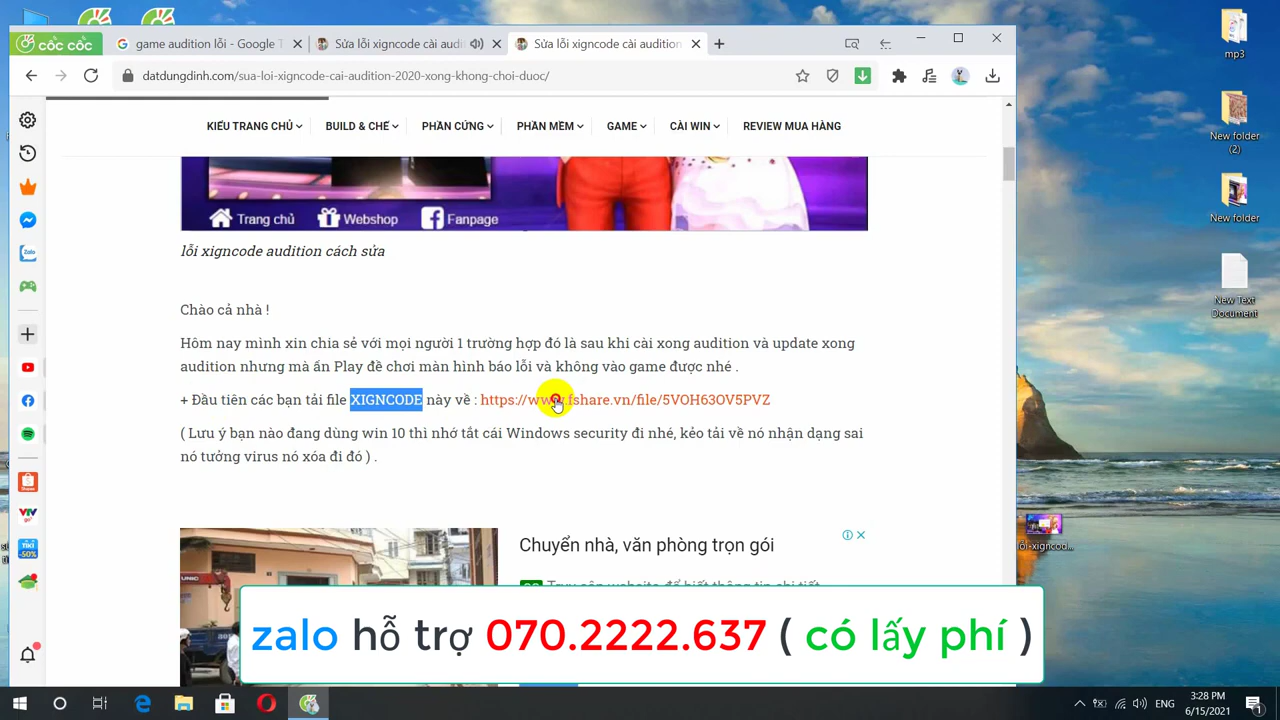 cốc cốc
game audition lỗi - Google T
Sửa lỗi xigncode cài audi
Sửa lỗi xigncode cài audition
datdungdinh.com/sua-loi-xigncode-cai-audition-2020-xong-khong-choi-duoc/
KIỂU TRANG CHỦ
BUILD & CHẾ
PHẦN CỨNG
PHẦN MỀM
GAME
CÀI WIN
REVIEW MUA HÀNG
Trang chủ
Webshop
Fanpage
lỗi xigncode audition cách sửa
Chào cả nhà !
Hôm nay mình xin chia sẻ với mọi người 1 trường hợp đó là sau khi cài xong audition và update xong
audition nhưng mà ấn Play để chơi màn hình báo lỗi và không vào game được nhé .
+ Đầu tiên các bạn tải file XIGNCODE này về : https://www.fshare.vn/file/5VOH63OV5PVZ
( Lưu ý bạn nào đang dùng win 10 thì nhớ tắt cái Windows security đi nhé, kẻo tải về nó nhận dạng sai
nó tưởng virus nó xóa đi đó ) .
Chuyển nhà, văn phòng trọn gói
zalo hỗ trợ 070.2222.637 ( có lấy phí )
Zalo
VTV
go
TIKI
-50%
mp3
New folder
(2)
New folder
New Text
Document
lỗi-xigncod...
ENG
3:28 PM
6/15/2021